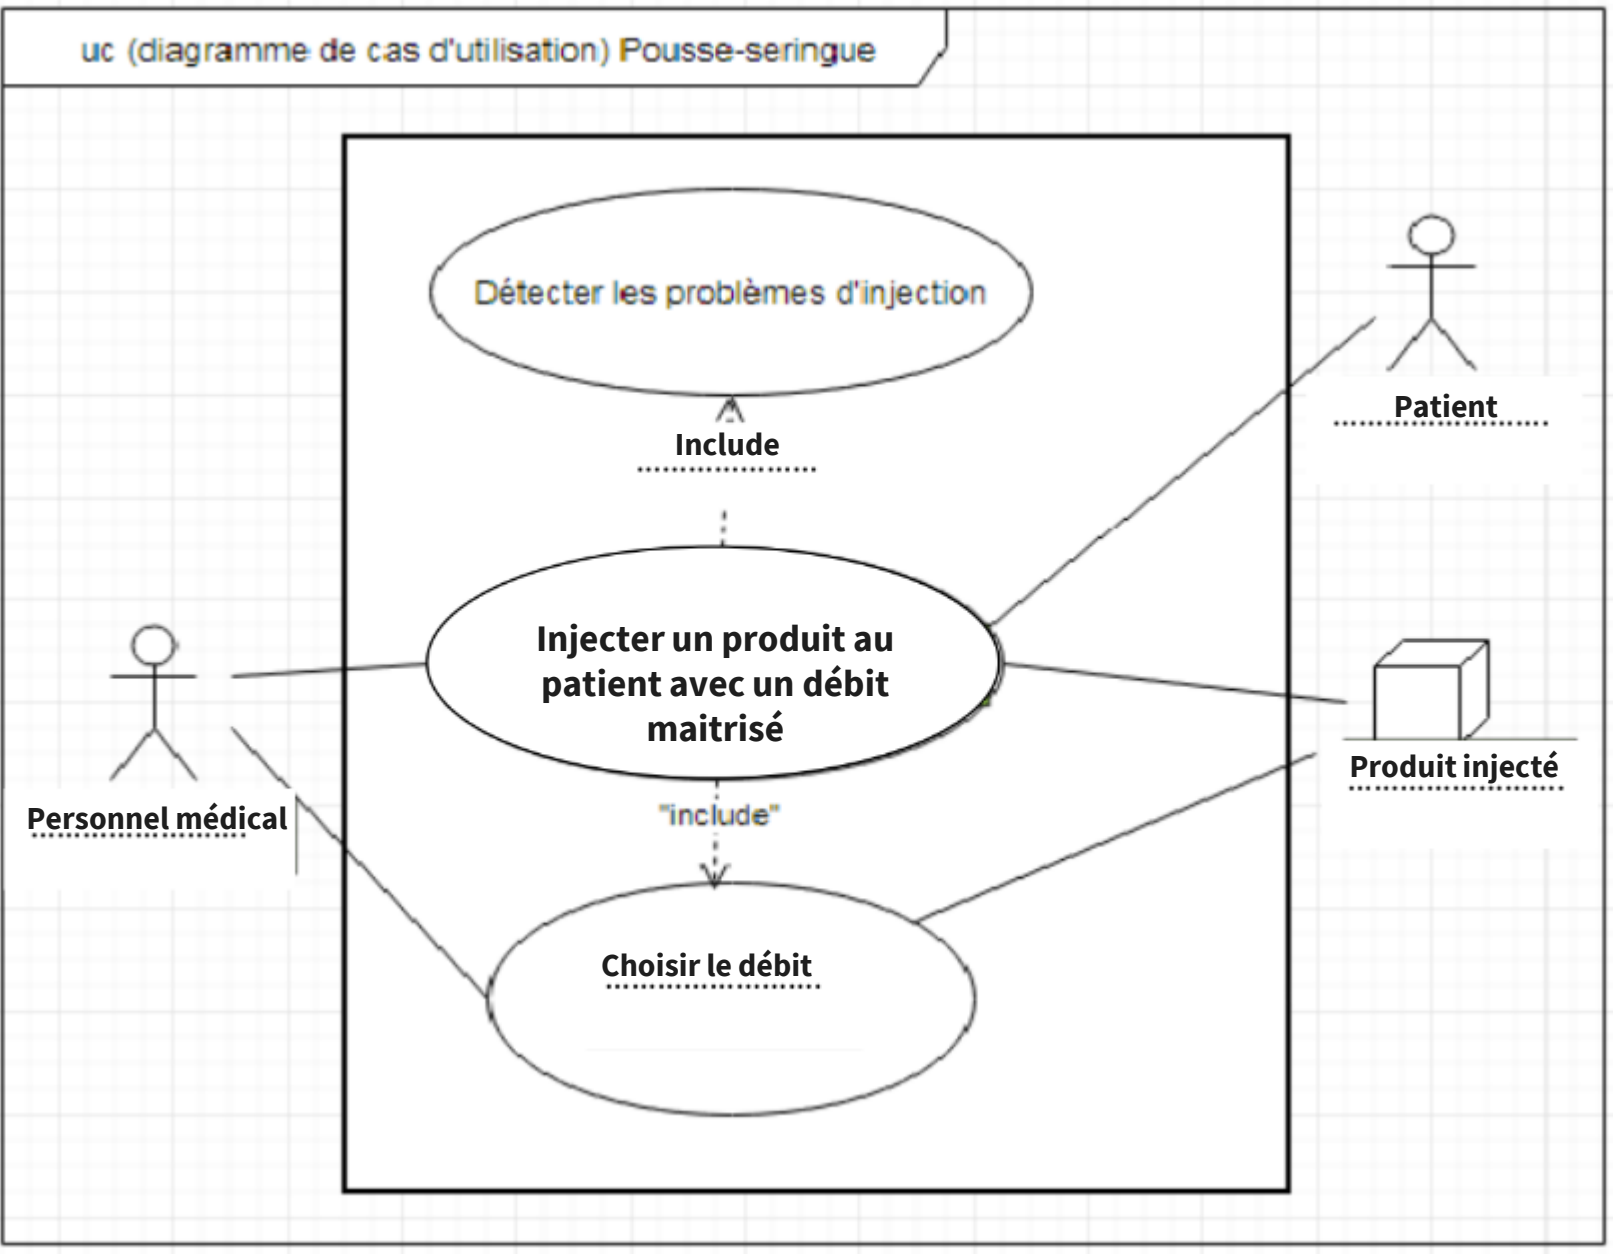 uc (diagramme de cas d'utilisation) Pousse-seringue
Détecter les problèmes d'injection
Patient
Include
Injecter un produit au
patient avec un débit
maitrisé
Produit injecté
Personnel médical
"include"
Choisir le débit